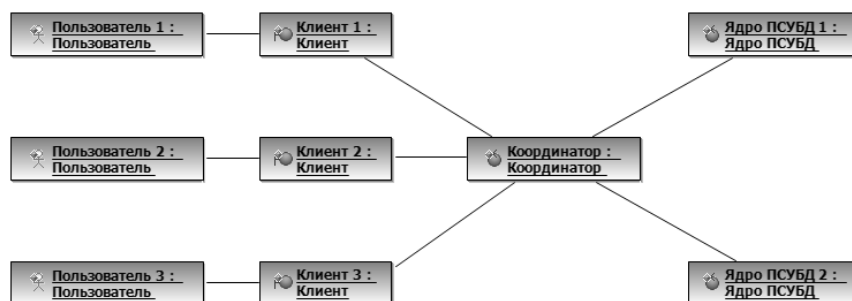 Пользователь 1 :
Пользователь
Клиент 1 :
Клиент
Ядро ПСУБД 1 :
Ядро ПСУБД
Пользователь 2 :
Пользователь
Клиент 2 :
Клиент
Координатор :
Координатор
Пользователь 3 :
Пользователь
Клиент 3 :
Клиент
Ядро ПСУБД 2 :
Ядро ПСУБД